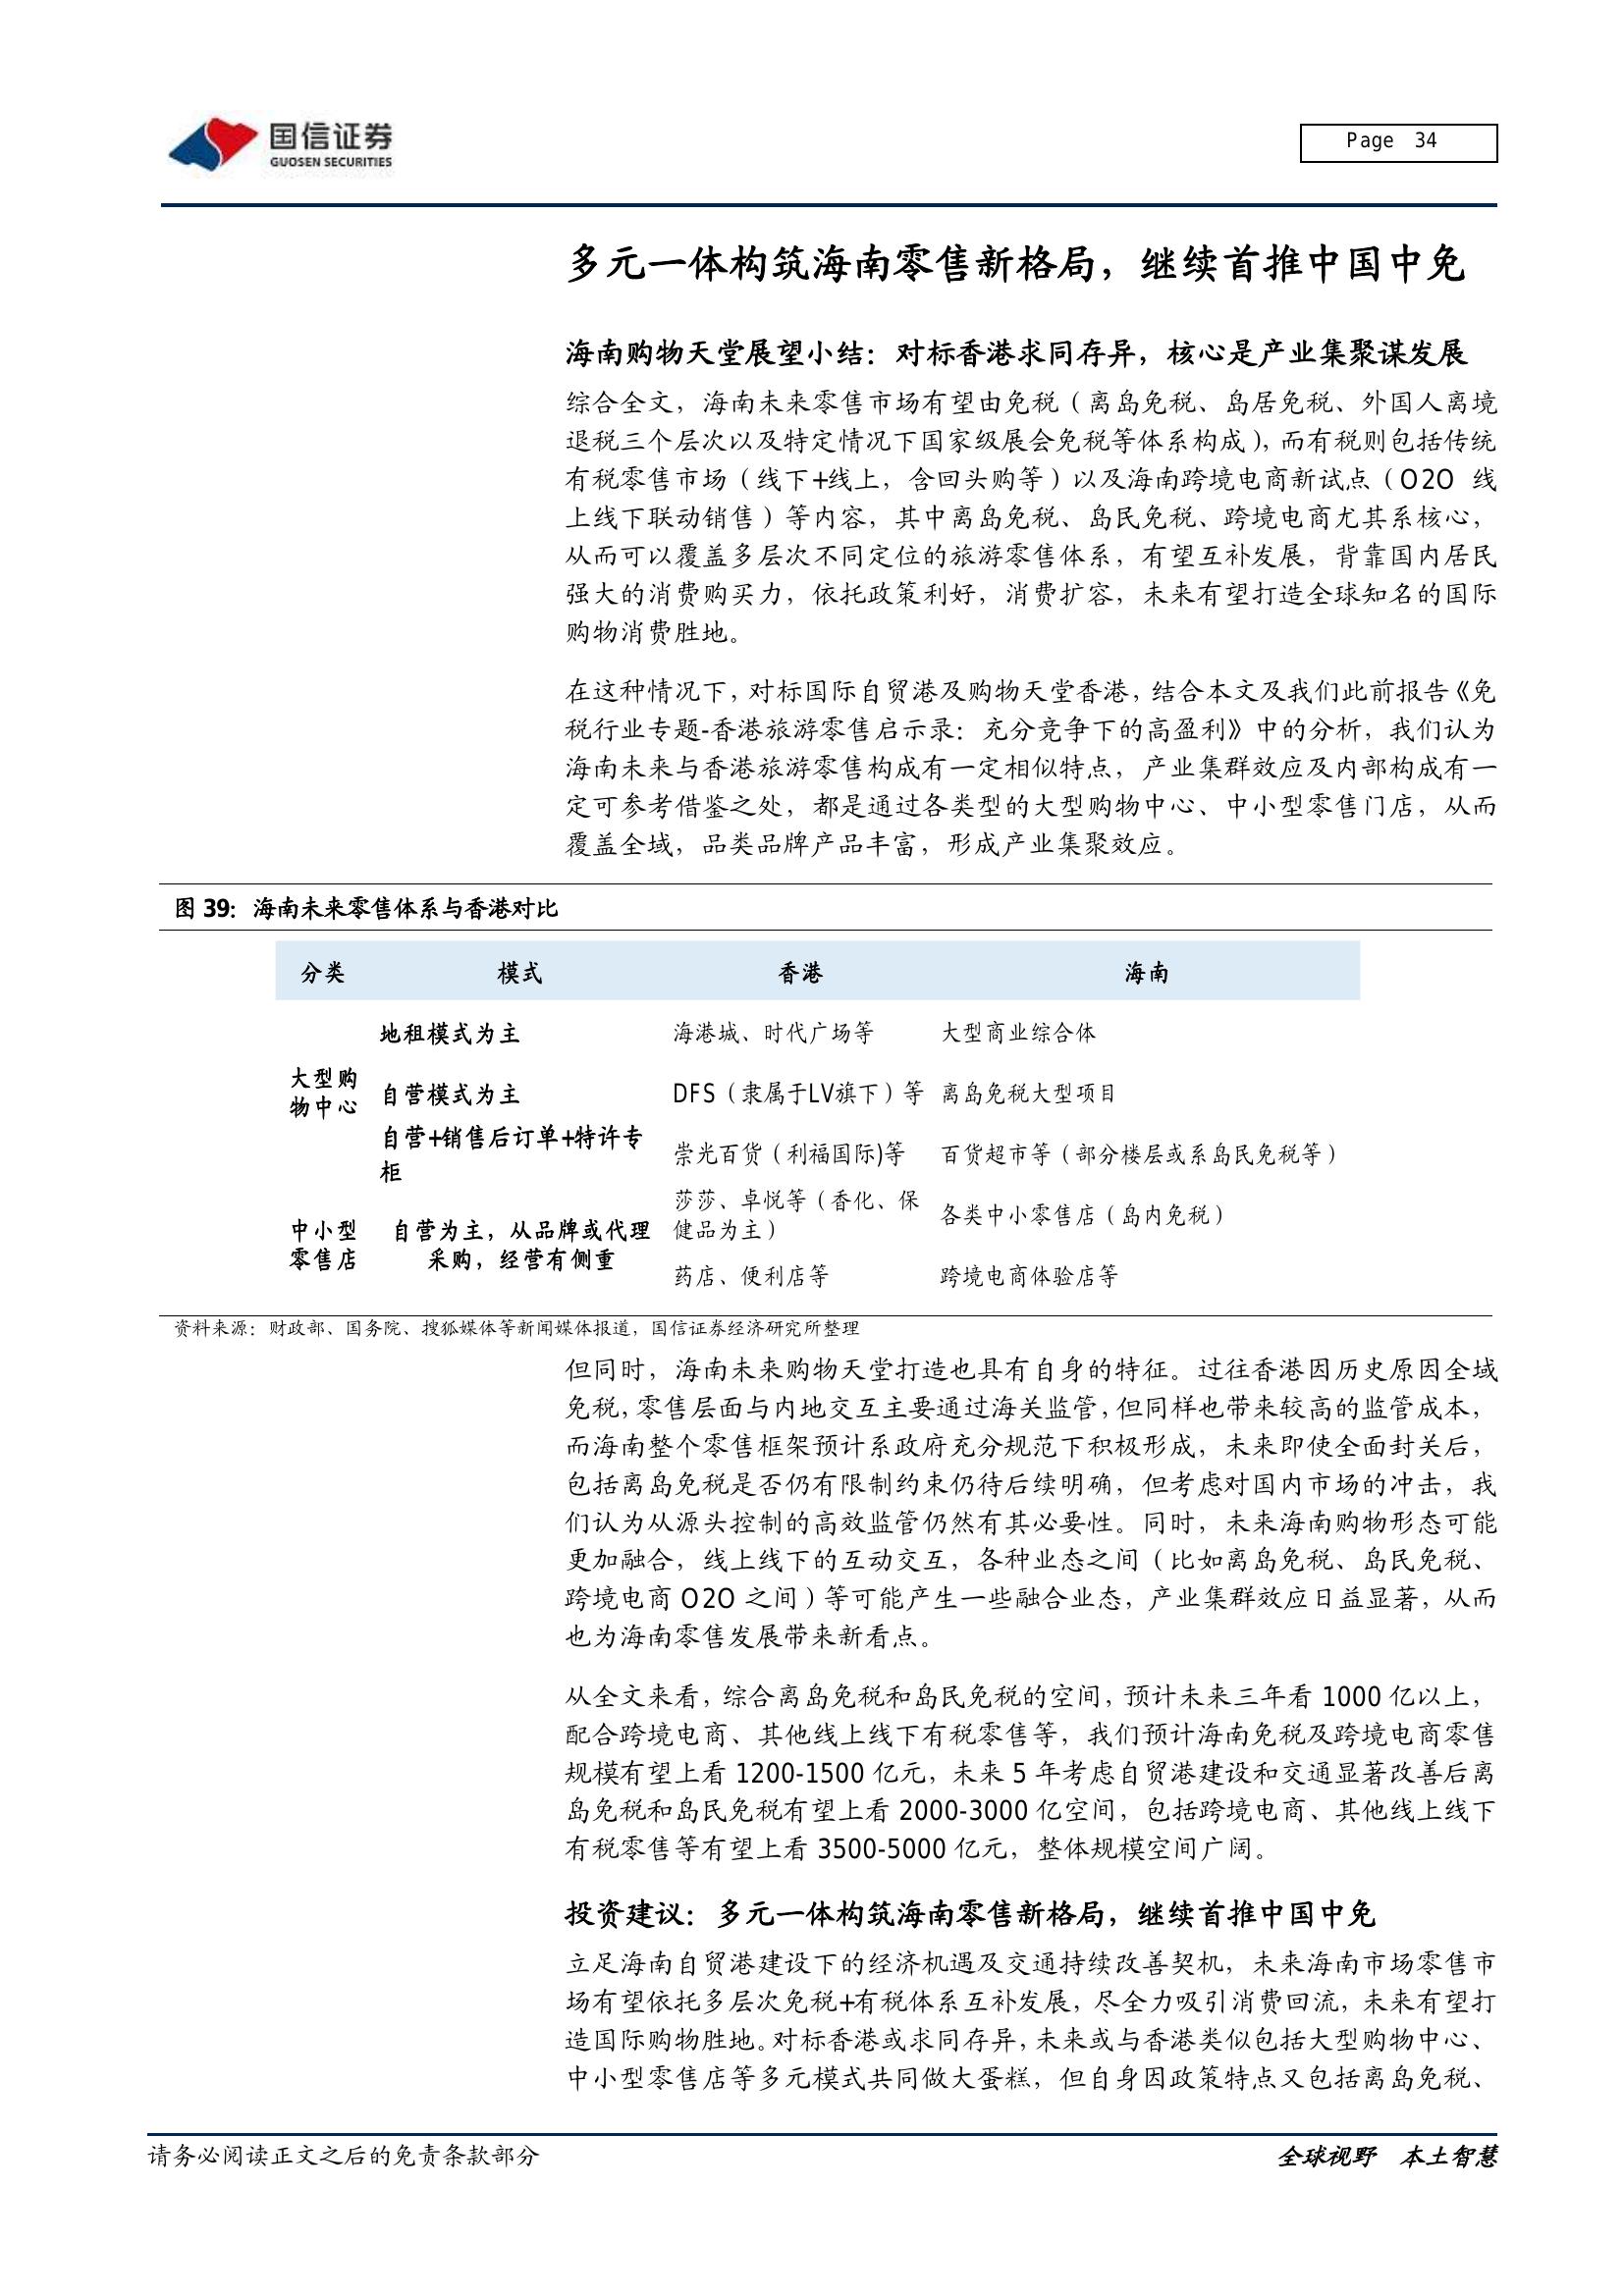 国信证券
GUOSEN SECURITIES
Page 34
多元一体构筑海南零售新格局，继续首推中国中免
海南购物天堂展望小结：对标香港求同存异，核心是产业集聚谋发展
综合全文，海南未来零售市场有望由免税（离岛免税、岛居免税、外国人离境
退税三个层次以及特定情况下国家级展会免税等体系构成），而有税则包括传统
有税零售市场（线下+线上，含回头购等）以及海南跨境电商新试点（O2O 线
上线下联动销售）等内容，其中离岛免税、岛民免税、跨境电商尤其系核心，
从而可以覆盖多层次不同定位的旅游零售体系，有望互补发展，背靠国内居民
强大的消费购买力，依托政策利好，消费扩容，未来有望打造全球知名的国际
购物消费胜地。
在这种情况下，对标国际自贸港及购物天堂香港，结合本文及我们此前报告《免
税行业专题-香港旅游零售启示录：充分竞争下的高盈利》中的分析，我们认为
海南未来与香港旅游零售构成有一定相似特点，产业集群效应及内部构成有一
定可参考借鉴之处，都是通过各类型的大型购物中心、中小型零售门店，从而
覆盖全域，品类品牌产品丰富，形成产业集聚效应。
图 39：海南未来零售体系与香港对比
分类 模式 香港 海南
地租模式为主 海港城、时代广场等 大型商业综合体
大型购
物中心
自营模式为主 DFS（隶属于LV旗下）等 离岛免税大型项目
自营+销售后订单+特许专
柜
崇光百货（利福国际)等 百货超市等（部分楼层或系岛民免税等）
莎莎、卓悦等（香化、保
健品为主）
各类中小零售店（岛内免税）
中小型
零售店
自营为主，从品牌或代理
采购，经营有侧重
药店、便利店等 跨境电商体验店等
资料来源：财政部、国务院、搜狐媒体等新闻媒体报道，国信证券经济研究所整理
但同时，海南未来购物天堂打造也具有自身的特征。过往香港因历史原因全域
免税，零售层面与内地交互主要通过海关监管，但同样也带来较高的监管成本，
而海南整个零售框架预计系政府充分规范下积极形成，未来即使全面封关后，
包括离岛免税是否仍有限制约束仍待后续明确，但考虑对国内市场的冲击，我
们认为从源头控制的高效监管仍然有其必要性。同时，未来海南购物形态可能
更加融合，线上线下的互动交互，各种业态之间（比如离岛免税、岛民免税、
跨境电商 O2O 之间）等可能产生一些融合业态，产业集群效应日益显著，从而
也为海南零售发展带来新看点。
从全文来看，综合离岛免税和岛民免税的空间，预计未来三年看 1000 亿以上，
配合跨境电商、其他线上线下有税零售等，我们预计海南免税及跨境电商零售
规模有望上看 1200-1500 亿元，未来 5 年考虑自贸港建设和交通显著改善后离
岛免税和岛民免税有望上看 2000-3000 亿空间，包括跨境电商、其他线上线下
有税零售等有望上看 3500-5000 亿元，整体规模空间广阔。
投资建议：多元一体构筑海南零售新格局，继续首推中国中免
立足海南自贸港建设下的经济机遇及交通持续改善契机，未来海南市场零售市
场有望依托多层次免税+有税体系互补发展，尽全力吸引消费回流，未来有望打
造国际购物胜地。对标香港或求同存异，未来或与香港类似包括大型购物中心、
中小型零售店等多元模式共同做大蛋糕，但自身因政策特点又包括离岛免税、
请务必阅读正文之后的免责条款部分
全球视野 本土智慧